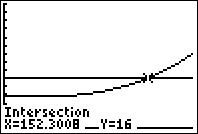 Intersection
X=152.3008 Y=16